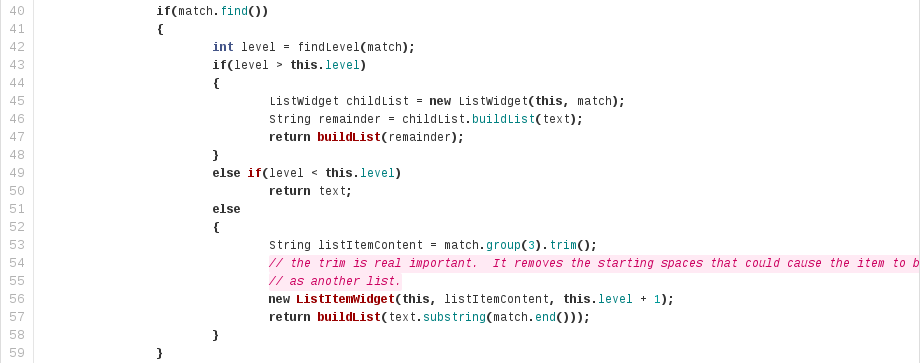 40 if(match.find())
41 {
42 int level = findLevel(match);
43 if(level > this.level)
44 {
45 ListWidget childList = new ListWidget(this, match);
46 String remainder = childList.buildList(text);
47 return buildList(remainder);
48 }
49 else if(level < this.level)
50 return text;
51 else
52 {
53 String listItemContent = match.group(3).trim();
54 // the trim is real important.  It removes the starting spaces that could cause the item to b
55 // as another list.
56 new ListItemWidget(this, listItemContent, this.level + 1);
57 return buildList(text.substring(match.end()));
58 }
59 }